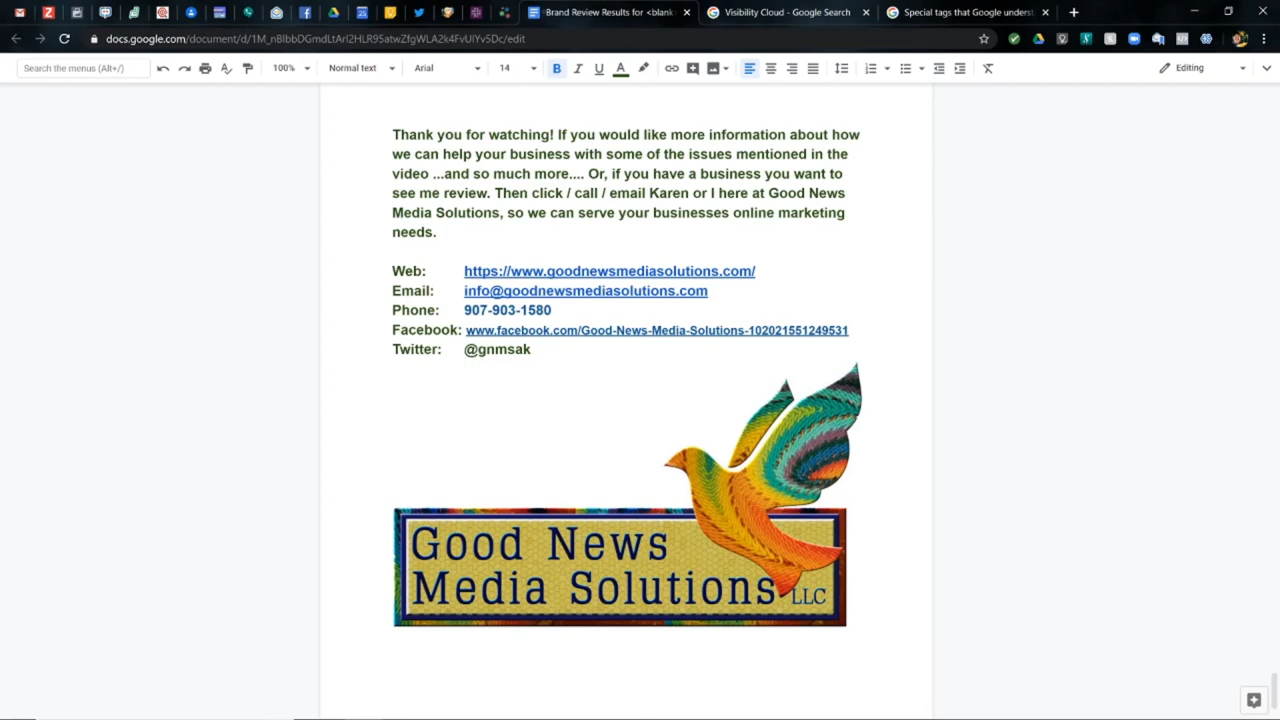 Brand Review Results for <blank
Visibility Cloud - Google Search
Special tags that Google underst
docs.google.com/document/d/1M_nBIbbDGmdLtArI2HLR95atwZfgWLA2k4FvUlYv5Dc/edit
Search the menus (Alt+/)
100%
Normal text
Arial
14
Editing
Thank you for watching! If you would like more information about how
we can help your business with some of the issues mentioned in the
video ...and so much more.... Or, if you have a business you want to
see me review. Then click / call / email Karen or I here at Good News
Media Solutions, so we can serve your businesses online marketing
needs.
Web: https://www.goodnewsmediasolutions.com/
Email: info@goodnewsmediasolutions.com
Phone: 907-903-1580
Facebook: www.facebook.com/Good-News-Media-Solutions-102021551249531
Twitter: @gnmsak
Good News
Media Solutions LLC